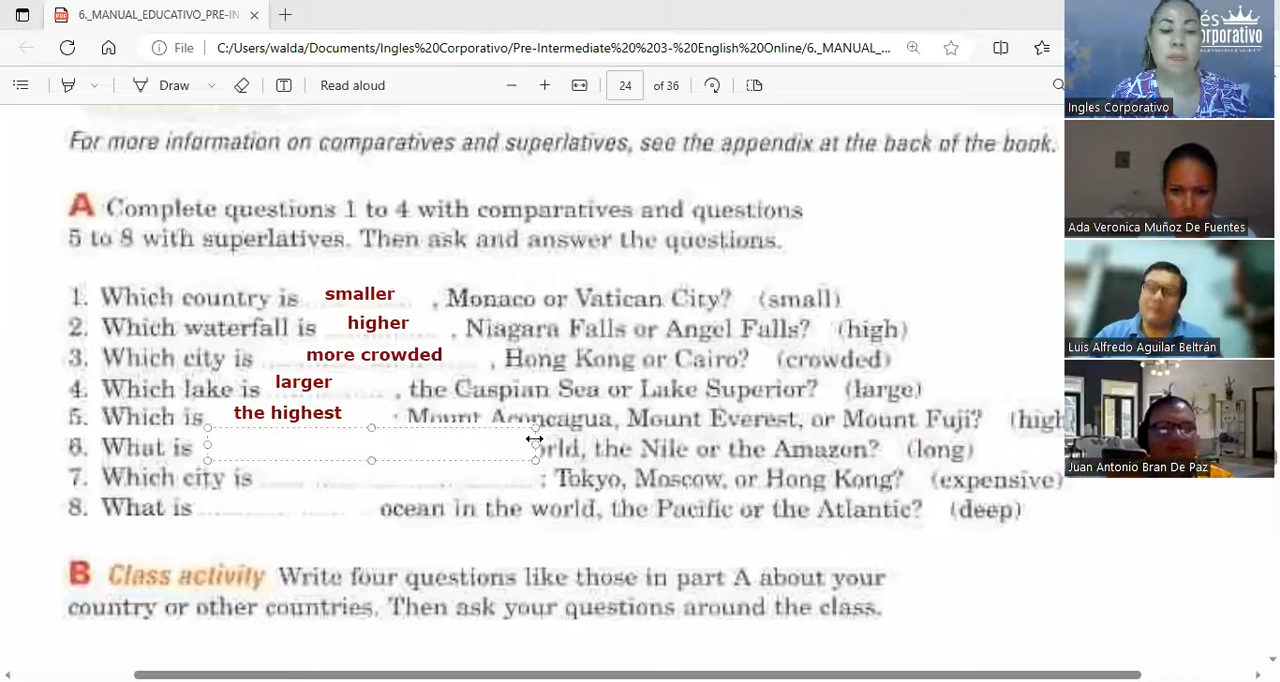 6._MANUAL_EDUCATIVO_PRE-IN
File C:/Users/walda/Documents/Ingles%20Corporativo/Pre-Intermediate%20%203-%20English%20Online/6._MANUAL_...
Draw Read aloud 24 of 36
For more information on comparatives and superlatives, see the appendix at the back of the book.
A Complete questions 1 to 4 with comparatives and questions
5 to 8 with superlatives. Then ask and answer the questions.
1. Which country is smaller , Monaco or Vatican City? (small)
2. Which waterfall is higher , Niagara Falls or Angel Falls? (high)
3. Which city is more crowded , Hong Kong or Cairo? (crowded)
4. Which lake is larger , the Caspian Sea or Lake Superior? (large)
5. Which is the highest : Mount Aconcagua, Mount Everest, or Mount Fuji? (high
6. What is the Nile or the Amazon? (long)
7. Which city is : Tokyo, Moscow, or Hong Kong? (expensive)
8. What is ocean in the world, the Pacific or the Atlantic? (deep)
B Class activity Write four questions like those in part A about your
country or other countries. Then ask your questions around the class.
és
orporativo
Ingles Corporativo
Ada Veronica Muñoz De Fuentes
Luis Alfredo Aguilar Beltrán
Juan Antonio Bran De Paz